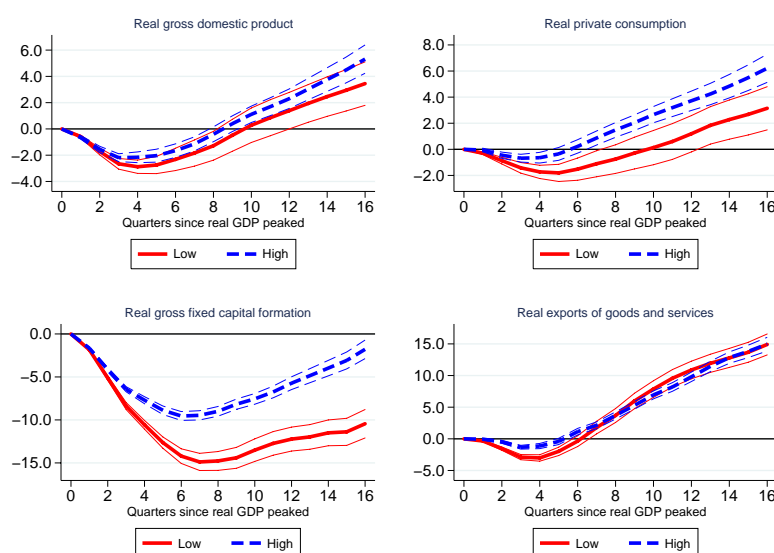 Real gross domestic product
6.0
4.0
2.0
0.0
−2.0
−4.0
0 2 4 6 8 10 12 14 16
Quarters since real GDP peaked
Low High
Real private consumption
8.0
6.0
4.0
2.0
0.0
−2.0
0 2 4 6 8 10 12 14 16
Quarters since real GDP peaked
Low High
Real gross fixed capital formation
0.0
−5.0
−10.0
−15.0
0 2 4 6 8 10 12 14 16
Quarters since real GDP peaked
Low High
Real exports of goods and services
15.0
10.0
5.0
0.0
−5.0
0 2 4 6 8 10 12 14 16
Quarters since real GDP peaked
Low High